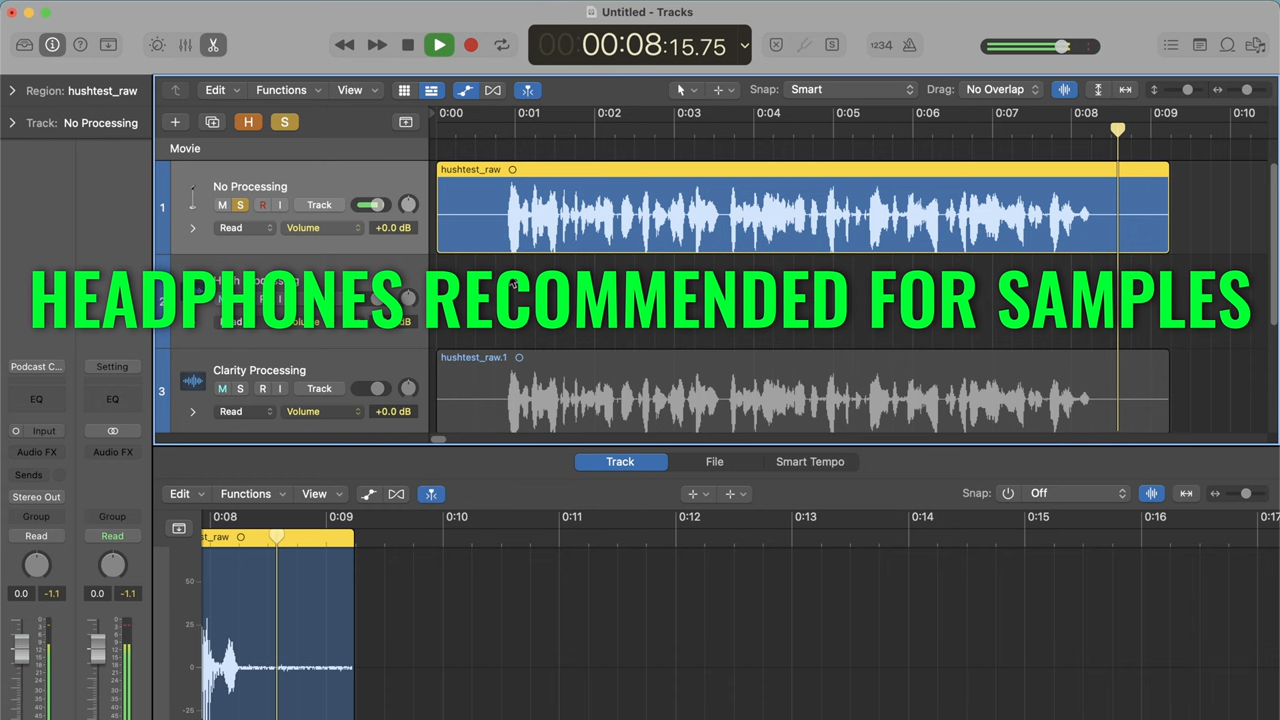 Untitled - Tracks
00:00:08:15.75
1234
S
Region: hushtest_raw
Track: No Processing
Edit
Functions
View
Snap: Smart
Drag: No Overlap
H
S
0:00
0:01
0:02
0:03
0:04
0:05
0:06
0:07
0:08
0:09
0:10
Movie
hushtest_raw
1
No Processing
M S R I Track
Read
Volume
+0.0 dB
HEADPHONES RECOMMENDED FOR SAMPLES
hushtest_raw.1
3
Clarity Processing
M S R I Track
Read
Volume
+0.0 dB
Podcast C...
Setting
EQ
EQ
Input
Audio FX
Audio FX
Sends
Stereo Out
Group
Group
Read
Read
0.0
-1.1
0.0
-1.1
Track
File
Smart Tempo
Edit
Functions
View
Snap: Off
0:08
0:09
0:10
0:11
0:12
0:13
0:14
0:15
0:16
0:17
st_raw
50
25
0
-25